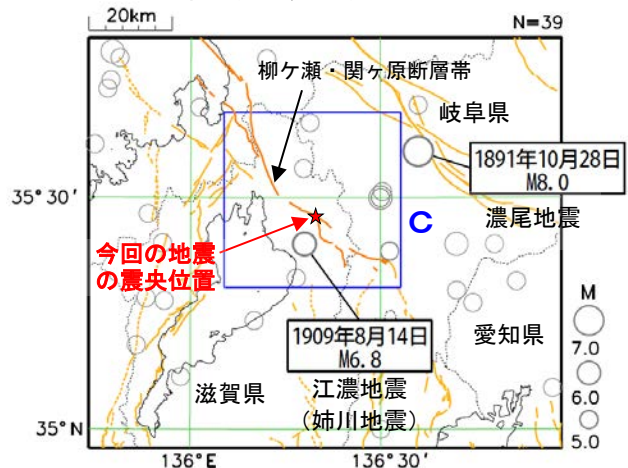 20km
N=39
柳ケ瀬・関ヶ原断層帯
岐阜県
1891年10月28日
M8.0
35°30'
C
濃尾地震
今回の地震
の震央位置
M
1909年8月14日
M6.8
愛知県
7.0
滋賀県
江濃地震
（姉川地震）
6.0
35°N
5.0
136°E
136°30'